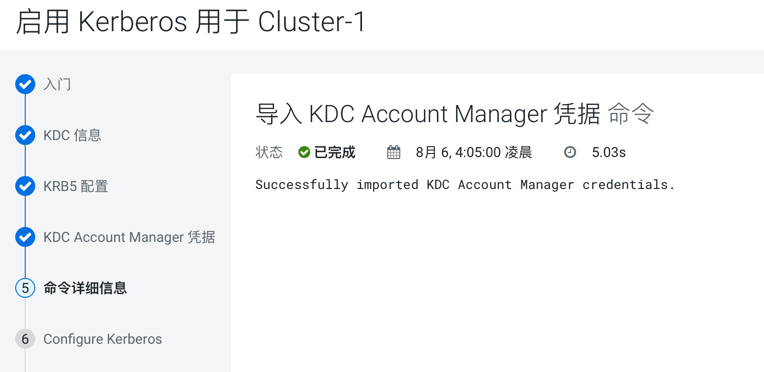 启用 Kerberos 用于 Cluster-1
入门
KDC 信息
KRB5 配置
KDC Account Manager 凭据
5 命令详细信息
6 Configure Kerberos
导入 KDC Account Manager 凭据 命令
状态 已完成 8月 6, 4:05:00 凌晨 5.03s
Successfully imported KDC Account Manager credentials.